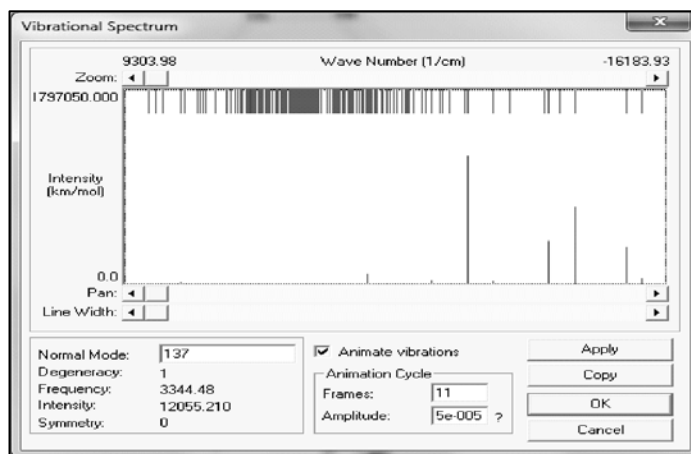 Vibrational Spectrum
9303.98 Wave Number (1/cm) -16183.93
Zoom:
1797050.000
Intensity
(km/mol)
0.0
Pan:
Line Width:
Normal Mode: 137
Degeneracy: 1
Frequency: 3344.48
Intensity: 12055.210
Symmetry: 0
Animate vibrations
Animation Cycle
Frames: 11
Amplitude: 5e-005 ?
Apply
Copy
OK
Cancel